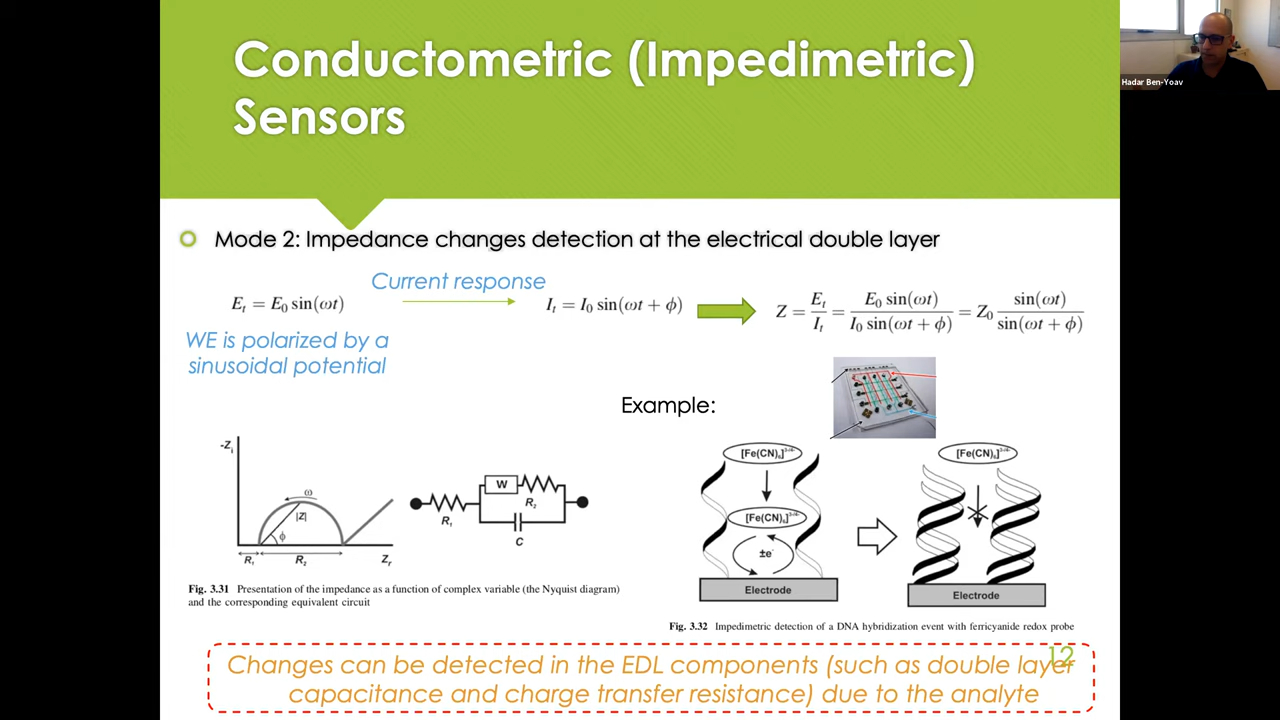 Conductometric (Impedimetric)
Sensors
Hadar Ben-Yoav
Mode 2: Impedance changes detection at the electrical double layer
Current response
E_t = E_0 sin(ωt)
I_t = I_0 sin(ωt + ϕ)
Z = E_t / I_t = E_0 sin(ωt) / I_0 sin(ωt + ϕ) = Z_0 sin(ωt) / sin(ωt + ϕ)
WE is polarized by a
sinusoidal potential
Example:
-Z_i
ω
|Z|
ϕ
R_1
R_2
Z_r
W
R_1
R_2
C
[Fe(CN)_6]
[Fe(CN)_6]
±e^-
Electrode
[Fe(CN)_6]
Electrode
Fig. 3.31 Presentation of the impedance as a function of complex variable (the Nyquist diagram)
and the corresponding equivalent circuit
Fig. 3.32 Impedimetric detection of a DNA hybridization event with ferricyanide redox probe
12
Changes can be detected in the EDL components (such as double layer
capacitance and charge transfer resistance) due to the analyte